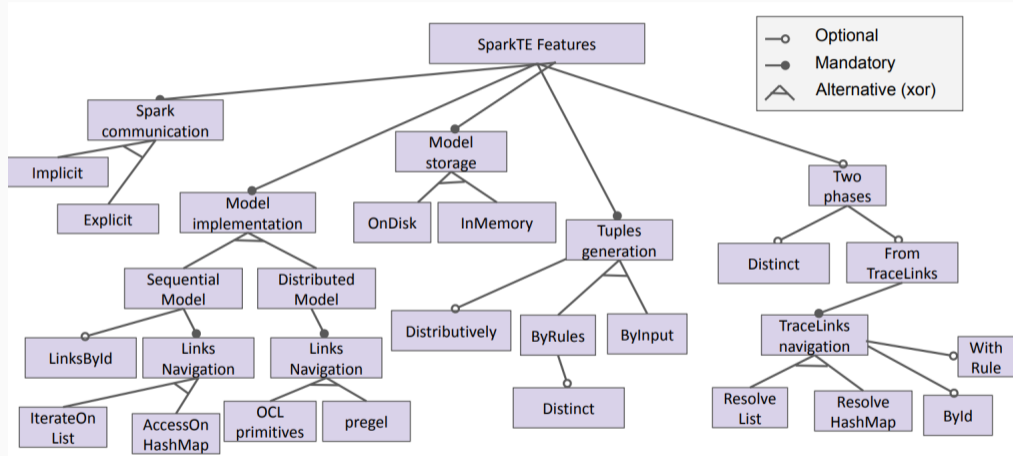 SparkTE Features
Optional
Mandatory
Alternative (xor)
Spark
communication
Implicit
Explicit
Model
implementation
Model
storage
OnDisk
InMemory
Tuples
generation
Two
phases
Distinct
From
TraceLinks
Sequential
Model
Distributed
Model
LinksById
Links
Navigation
Links
Navigation
IterateOn
List
AccessOn
HashMap
OCL
primitives
pregel
Distributively
ByRules
ByInput
Distinct
TraceLinks
navigation
With
Rule
Resolve
List
Resolve
HashMap
ById